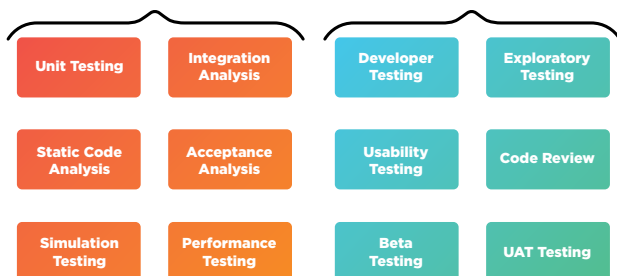 Unit Testing
Integration
Analysis
Developer
Testing
Exploratory
Testing
Static Code
Analysis
Acceptance
Analysis
Usability
Testing
Code Review
Simulation
Testing
Performance
Testing
Beta
Testing
UAT Testing